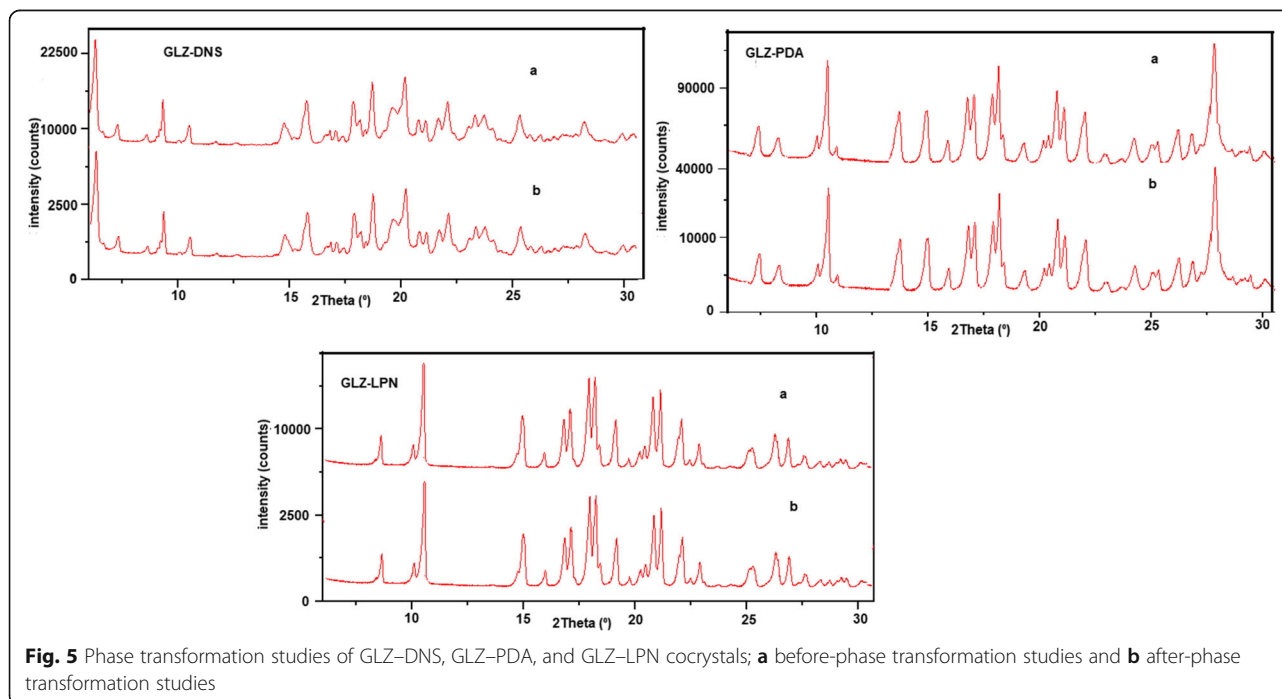 GLZ-DNS
22500
a
10000
b
2500
0
intensity (counts)
10 15 20 25 30
2Theta (°)
GLZ-PDA
a
90000
40000
b
10000
0
intensity (counts)
10 15 20 25 30
2Theta (°)
GLZ-LPN
a
10000
b
2500
0
intensity (counts)
10 15 20 25 30
2Theta (°)
Fig. 5 Phase transformation studies of GLZ–DNS, GLZ–PDA, and GLZ–LPN cocrystals; a before-phase transformation studies and b after-phase
transformation studies